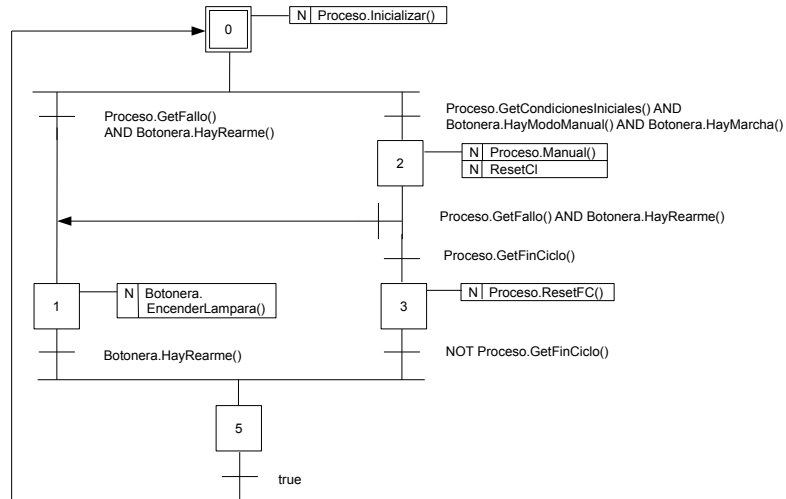 0
N Proceso.Inicializar()
Proceso.GetFallo()
AND Botonera.HayRearme()
Proceso.GetCondicionesIniciales() AND
Botonera.HayModoManual() AND Botonera.HayMarcha()
2
N Proceso.Manual()
N ResetCI
Proceso.GetFallo() AND Botonera.HayRearme()
Proceso.GetFinCiclo()
1
N Botonera.
EncenderLampara()
3
N Proceso.ResetFC()
Botonera.HayRearme()
NOT Proceso.GetFinCiclo()
5
true